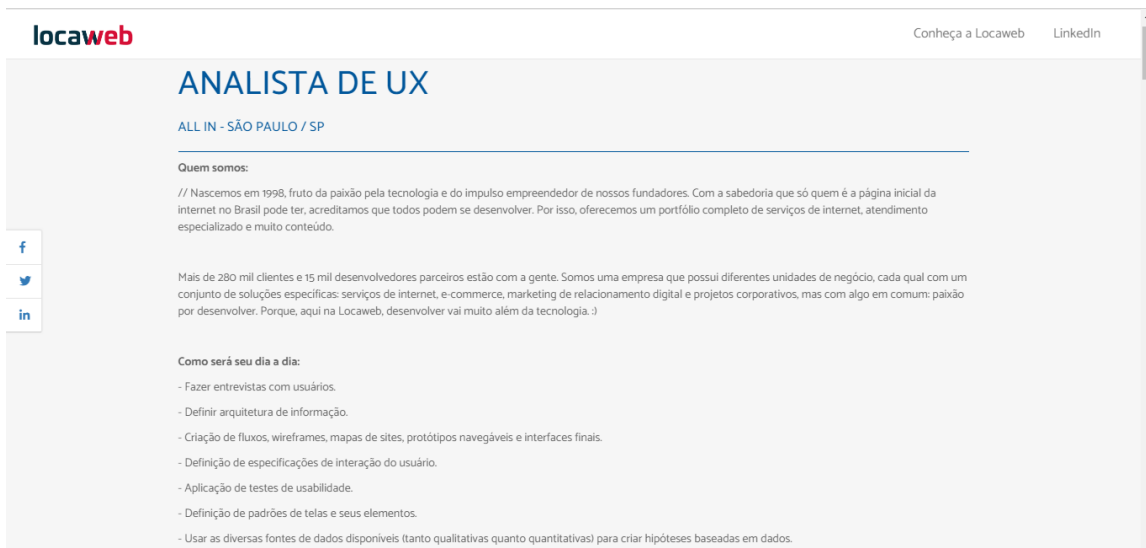 locaweb
Conheça a Locaweb LinkedIn
ANALISTA DE UX
ALL IN - SÃO PAULO / SP
Quem somos:
// Nascemos em 1998, fruto da paixão pela tecnologia e do impulso empreendedor de nossos fundadores. Com a sabedoria que só quem é a página inicial da
internet no Brasil pode ter, acreditamos que todos podem se desenvolver. Por isso, oferecemos um portfólio completo de serviços de internet, atendimento
especializado e muito conteúdo.
Mais de 280 mil clientes e 15 mil desenvolvedores parceiros estão com a gente. Somos uma empresa que possui diferentes unidades de negócio, cada qual com um
conjunto de soluções específicas: serviços de internet, e-commerce, marketing de relacionamento digital e projetos corporativos, mas com algo em comum: paixão
por desenvolver. Porque, aqui na Locaweb, desenvolver vai muito além da tecnologia. :)
Como será seu dia a dia:
- Fazer entrevistas com usuários.
- Definir arquitetura de informação.
- Criação de fluxos, wireframes, mapas de sites, protótipos navegáveis e interfaces finais.
- Definição de especificações de interação do usuário.
- Aplicação de testes de usabilidade.
- Definição de padrões de telas e seus elementos.
- Usar as diversas fontes de dados disponíveis (tanto qualitativas quanto quantitativas) para criar hipóteses baseadas em dados.